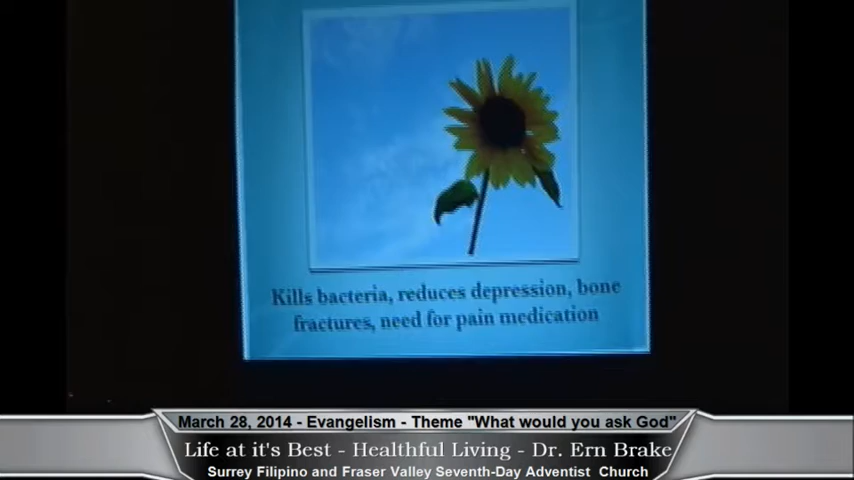 Kills bacteria, reduces depression, bone
fractures, need for pain medication
March 28, 2014 - Evangelism - Theme "What would you ask God"
Life at it's Best - Healthful Living - Dr. Ern Brake
Surrey Filipino and Fraser Valley Seventh-Day Adventist Church